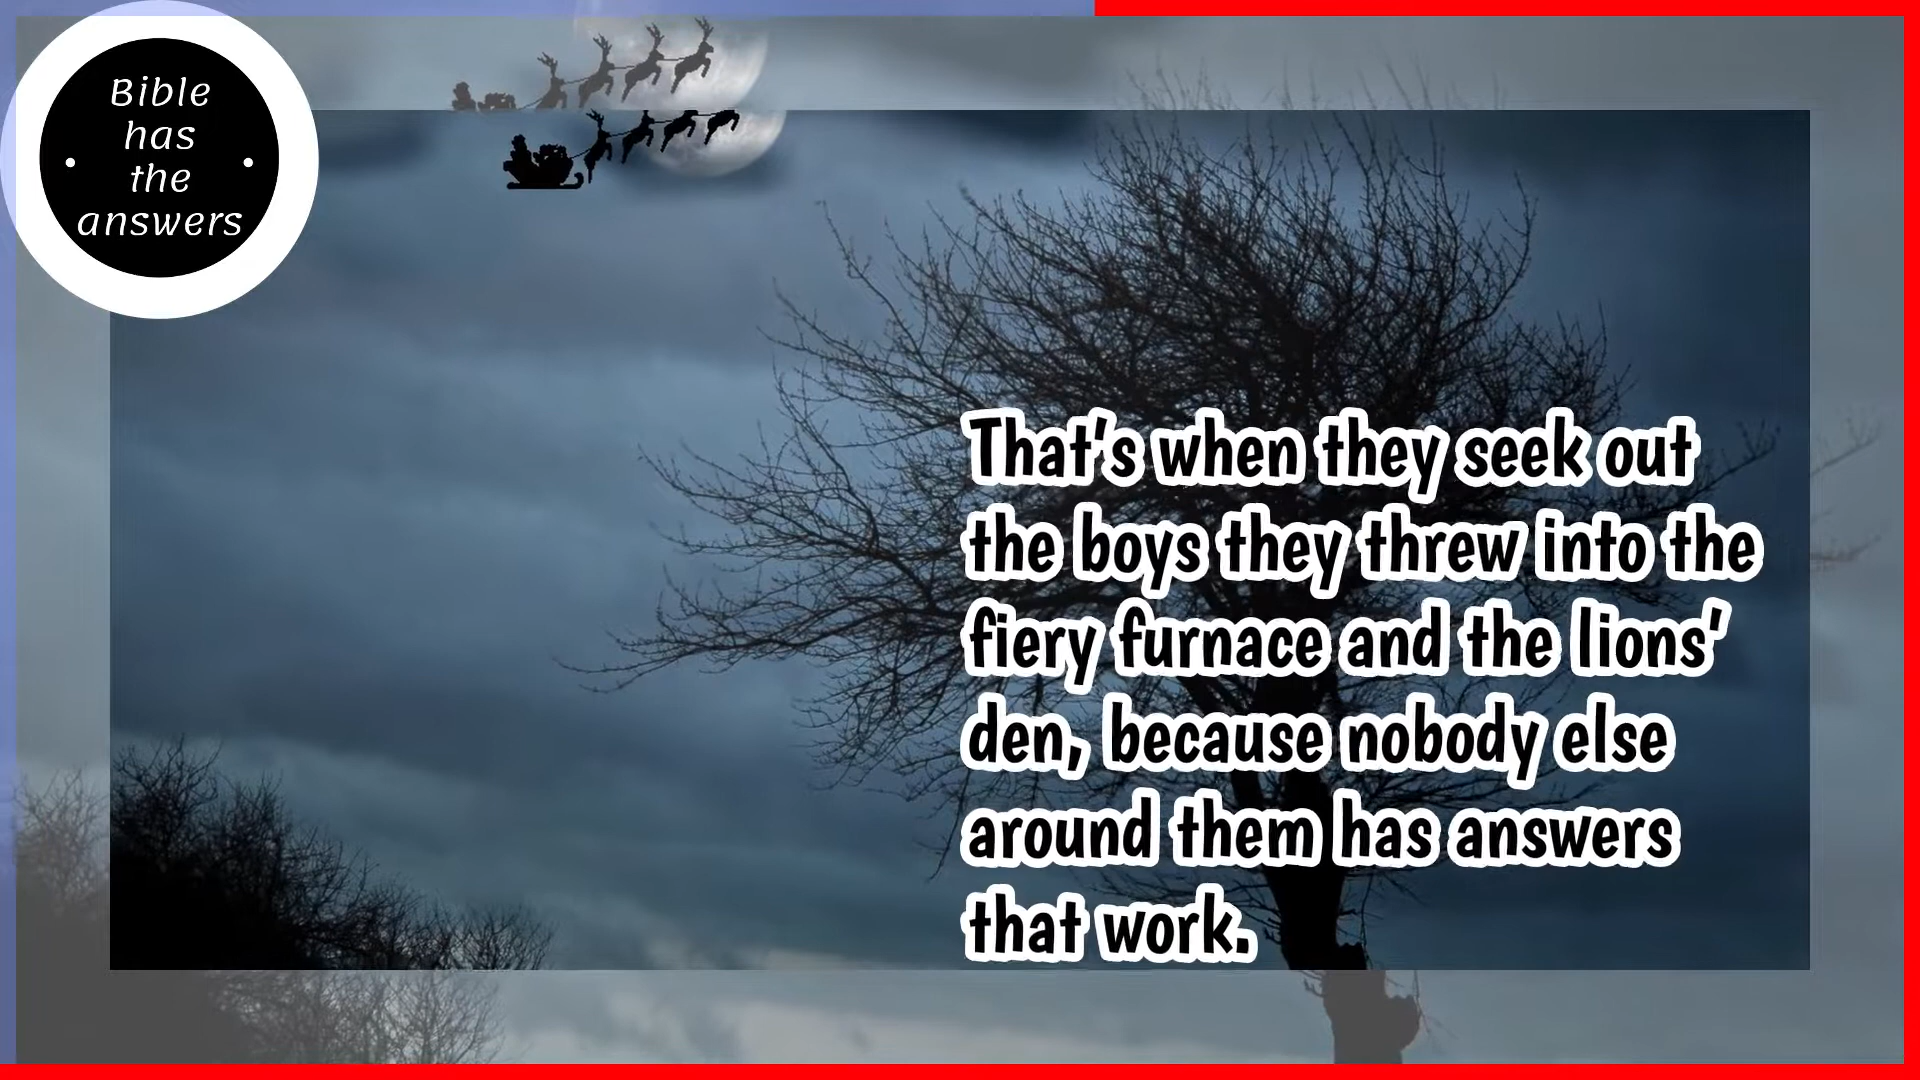 Bible
has
the
answers
That's when they seek out
the boys they threw into the
fiery furnace and the lions'
den, because nobody else
around them has answers
that work.